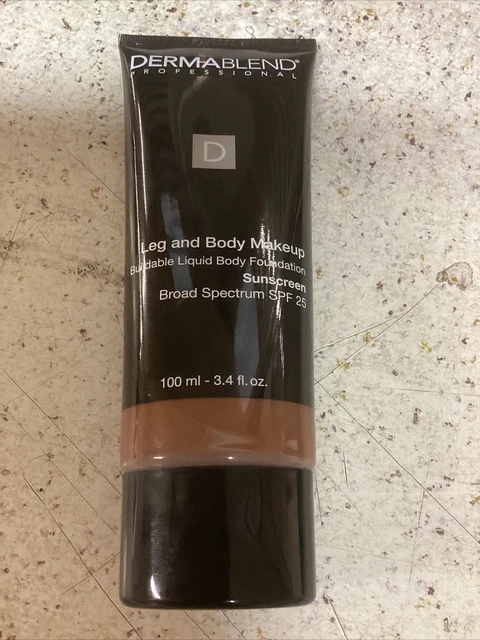 DERMABLEND®
PROFESSIONAL
D
Leg and Body Makeup
Buildable Liquid Body Foundation
Sunscreen
Broad Spectrum SPF 25
100 ml - 3.4 fl. oz.